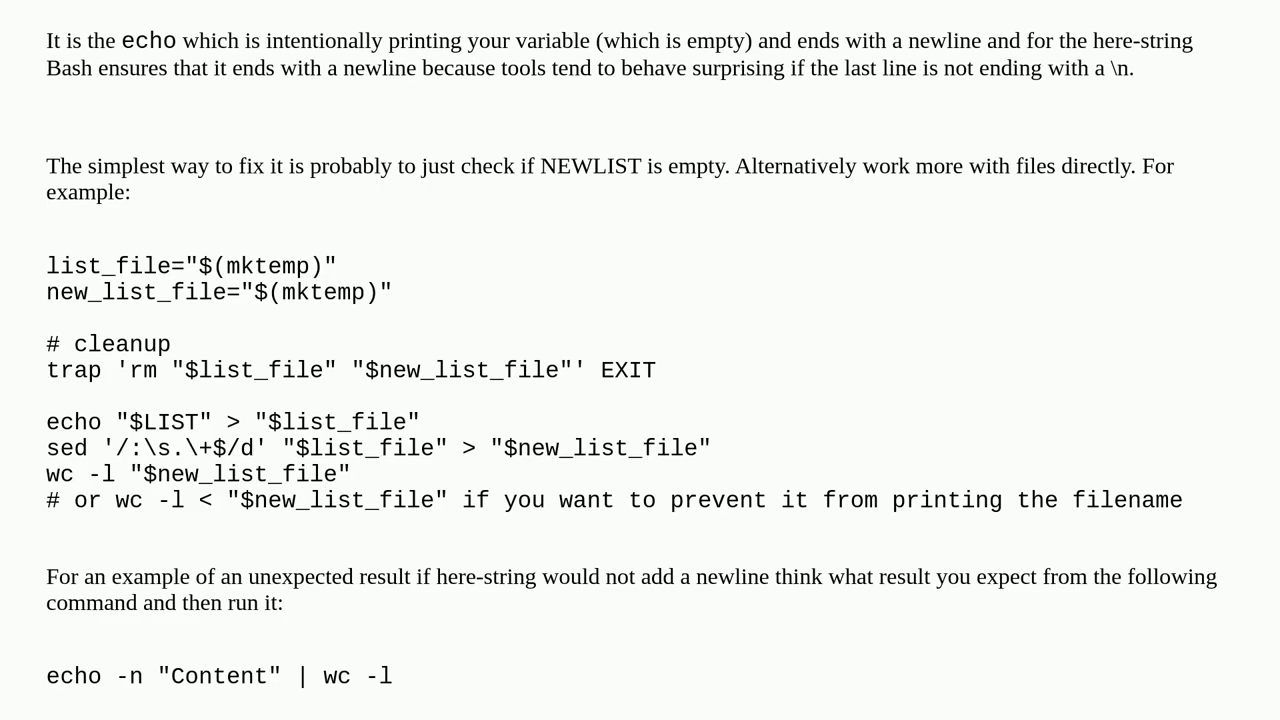 It is the echo which is intentionally printing your variable (which is empty) and ends with a newline and for the here-string
Bash ensures that it ends with a newline because tools tend to behave surprising if the last line is not ending with a \n.
The simplest way to fix it is probably to just check if NEWLIST is empty. Alternatively work more with files directly. For
example:
list_file="$(mktemp)"
new_list_file="$(mktemp)"
# cleanup
trap 'rm "$list_file" "$new_list_file"' EXIT
echo "$LIST" > "$list_file"
sed '/:\s.\+$/d' "$list_file" > "$new_list_file"
wc -l "$new_list_file"
# or wc -l < "$new_list_file" if you want to prevent it from printing the filename
For an example of an unexpected result if here-string would not add a newline think what result you expect from the following
command and then run it:
echo -n "Content" | wc -l